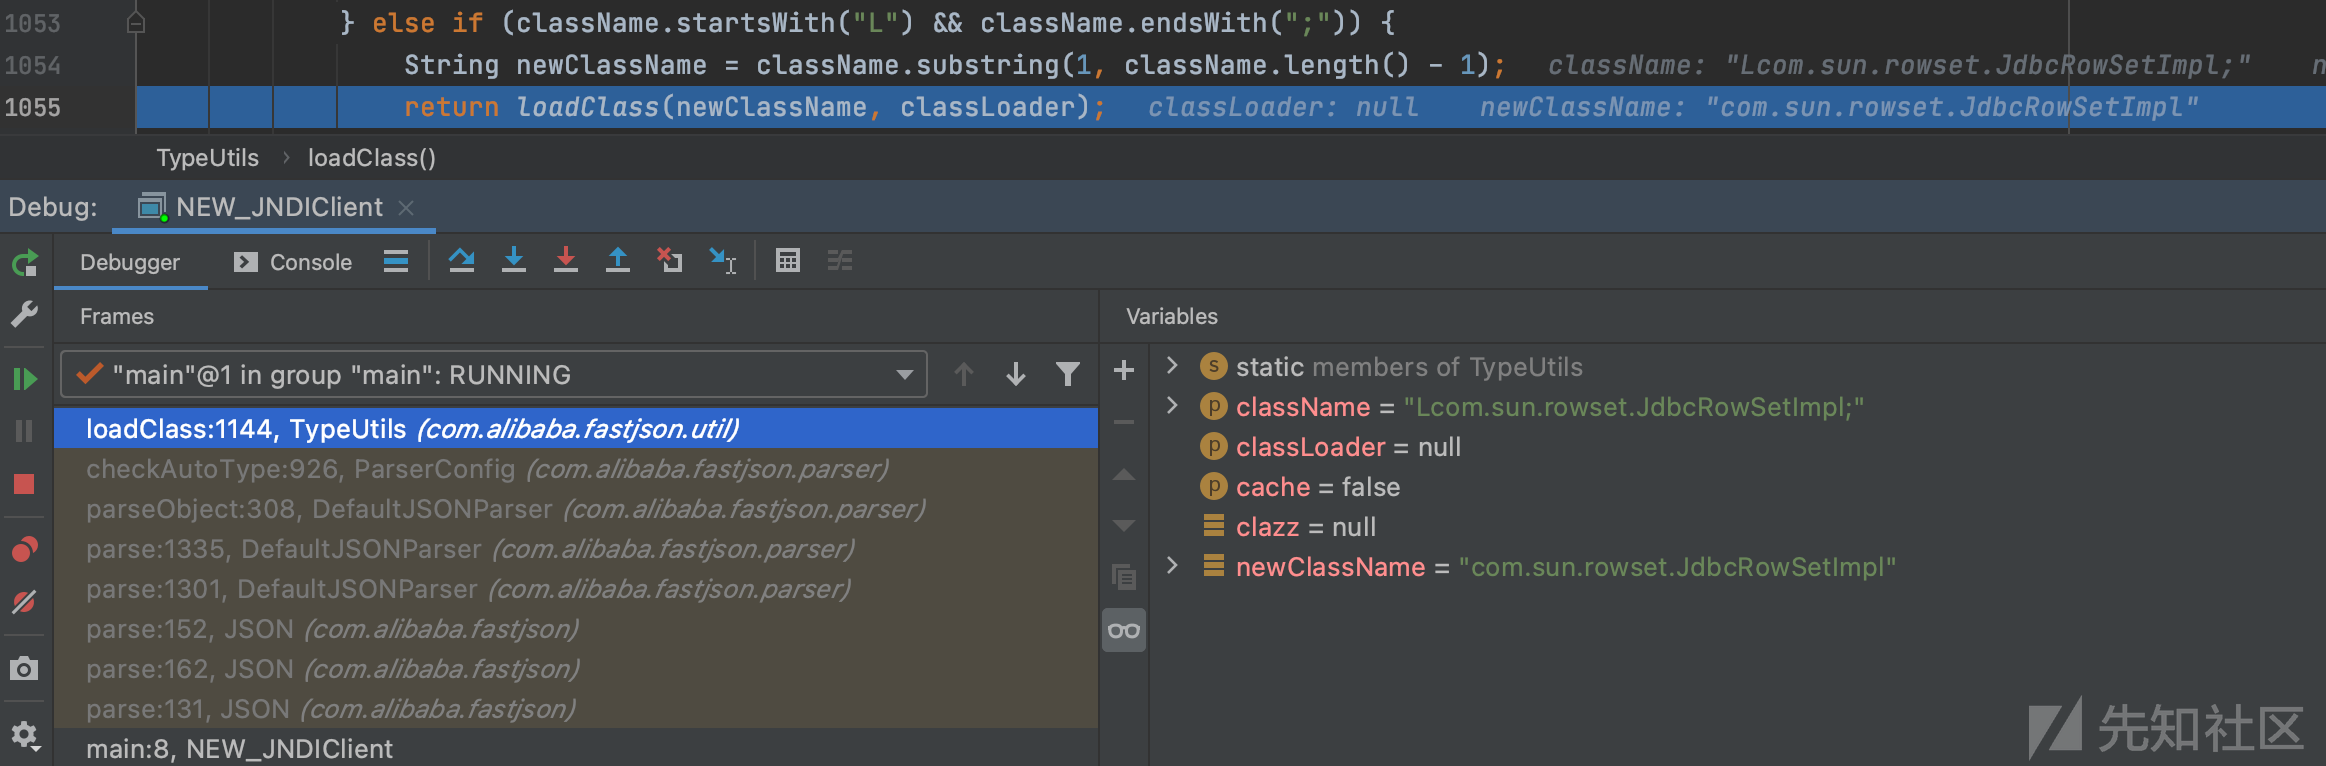 1053 } else if (className.startsWith("L") && className.endsWith(";")) {
1054 String newClassName = className.substring(1, className.length() - 1); className: "Lcom.sun.rowset.JdbcRowSetImpl;" n
1055 return loadClass(newClassName, classLoader); classLoader: null newClassName: "com.sun.rowset.JdbcRowSetImpl"
TypeUtils › loadClass()
Debug: NEW_JNDIClient ×
Debugger Console
Frames
"main"@1 in group "main": RUNNING
loadClass:1144, TypeUtils (com.alibaba.fastjson.util)
checkAutoType:926, ParserConfig (com.alibaba.fastjson.parser)
parseObject:308, DefaultJSONParser (com.alibaba.fastjson.parser)
parse:1335, DefaultJSONParser (com.alibaba.fastjson.parser)
parse:1301, DefaultJSONParser (com.alibaba.fastjson.parser)
parse:152, JSON (com.alibaba.fastjson)
parse:162, JSON (com.alibaba.fastjson)
parse:131, JSON (com.alibaba.fastjson)
main:8, NEW_JNDIClient
Variables
s static members of TypeUtils
p className = "Lcom.sun.rowset.JdbcRowSetImpl;"
p classLoader = null
p cache = false
clazz = null
newClassName = "com.sun.rowset.JdbcRowSetImpl"
先知社区